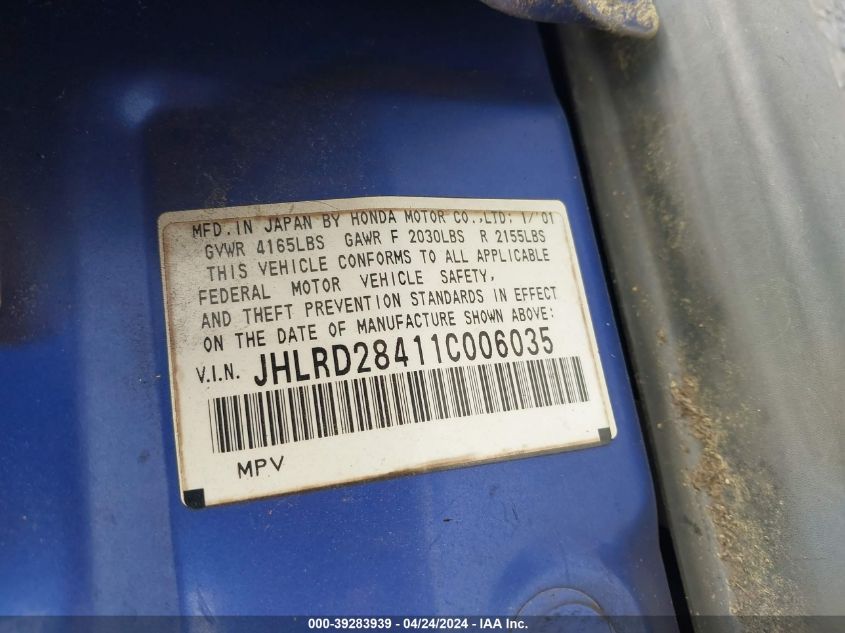 MFD. IN JAPAN BY HONDA MOTOR CO.,LTD: 1/'01
GVWR 4165LBS GAWR F 2030LBS R 2155LBS
THIS VEHICLE CONFORMS TO ALL APPLICABLE
FEDERAL MOTOR VEHICLE SAFETY,
AND THEFT PREVENTION STANDARDS IN EFFECT
ON THE DATE OF MANUFACTURE SHOWN ABOVE:
V.I.N. JHLRD28411C006035
MPV
000-39283939 - 04/24/2024 - IAA Inc.